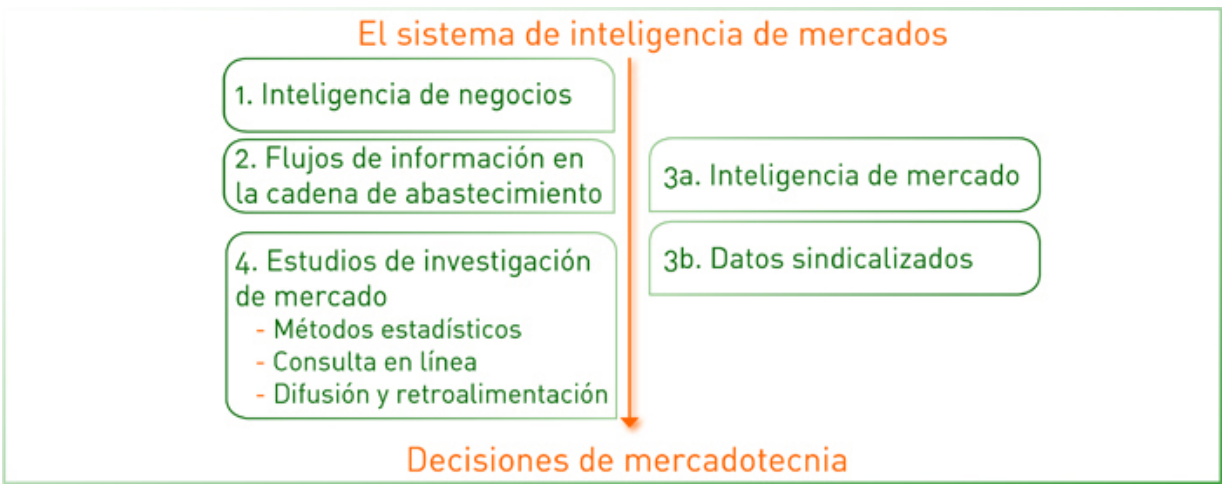 El sistema de inteligencia de mercados
1. Inteligencia de negocios
2. Flujos de información en
la cadena de abastecimiento
3a. Inteligencia de mercado
3b. Datos sindicalizados
4. Estudios de investigación
de mercado
- Métodos estadísticos
- Consulta en línea
- Difusión y retroalimentación
Decisiones de mercadotecnia